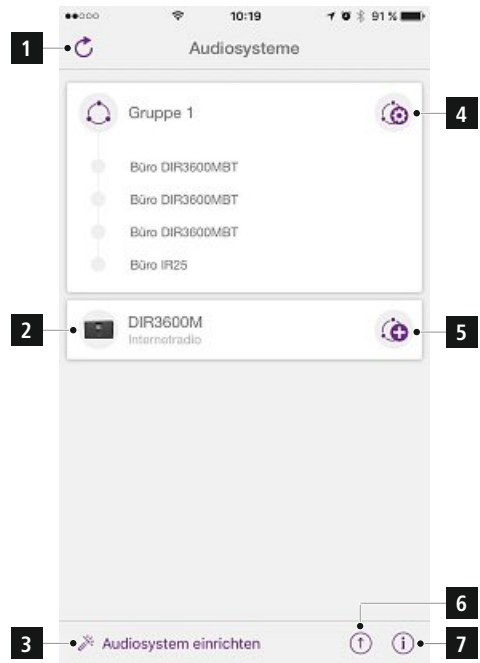 10:19
91 %
1
Audiosysteme
Gruppe 1
4
Büro DIR3600MBT
Büro DIR3600MBT
Büro DIR3600MBT
Büro IR25
2
DIR3600M
5
Internetradio
6
3
Audiosystem einrichten
7